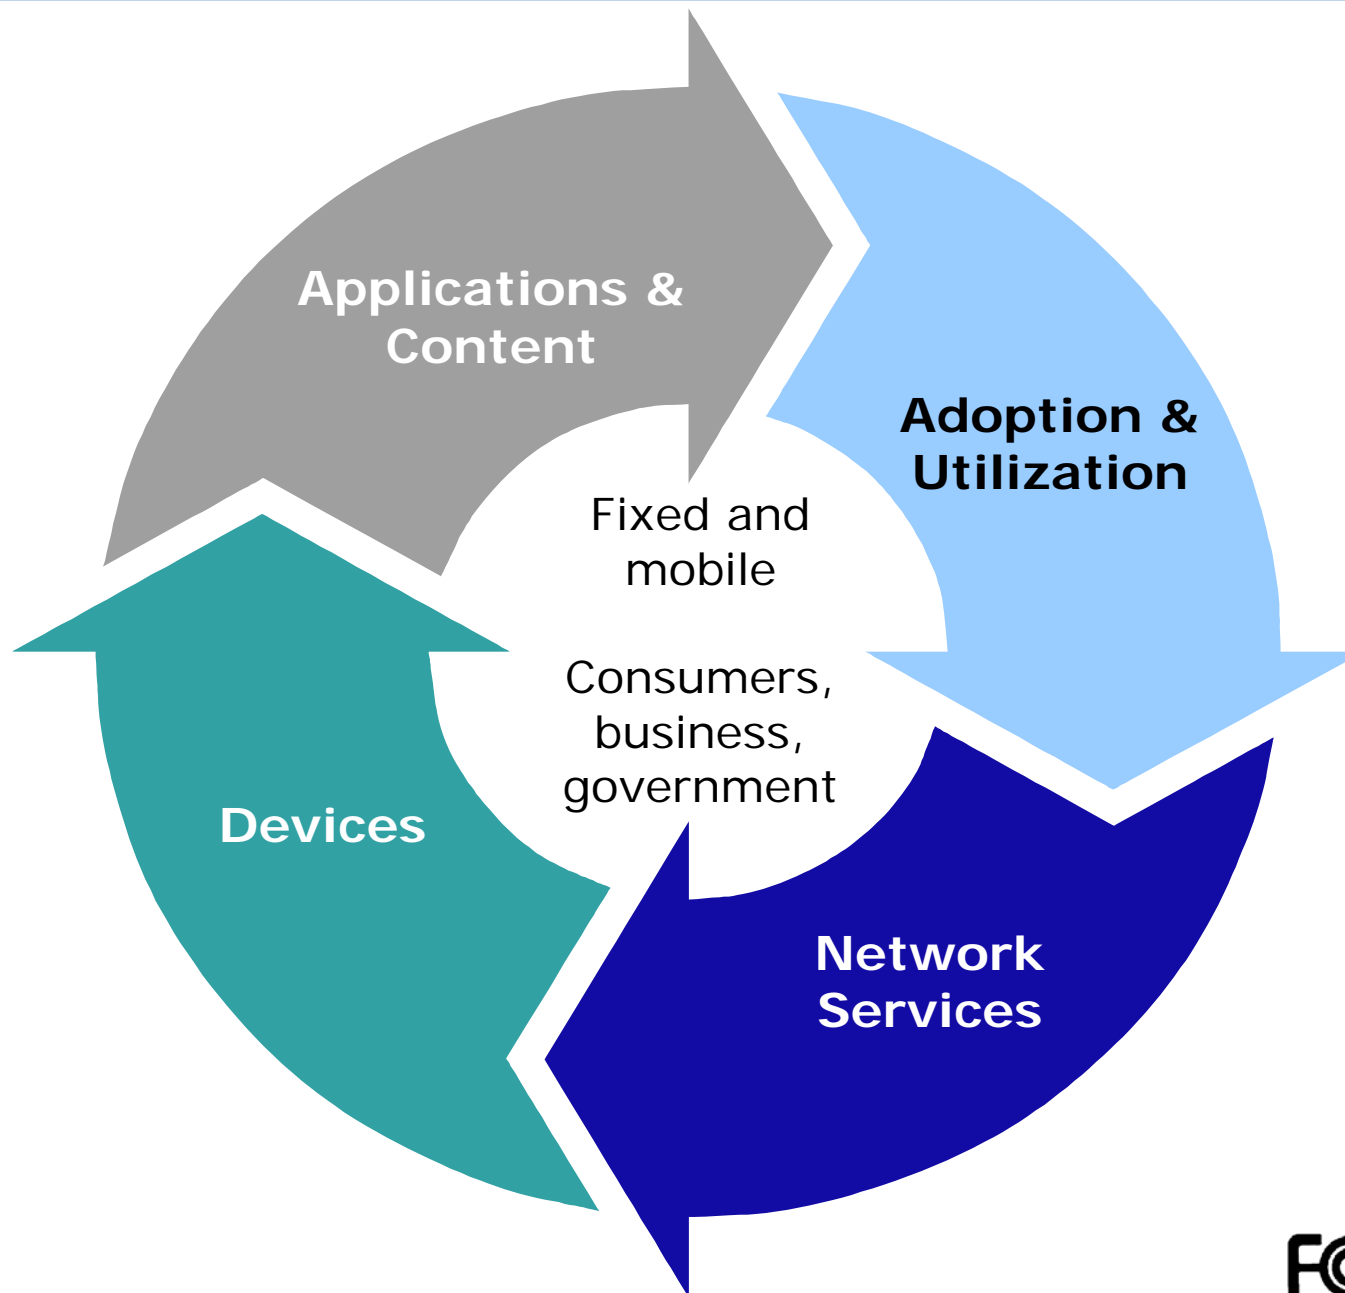 Applications &
Content
Adoption &
Utilization
Fixed and
mobile
Consumers,
business,
government
Devices
Network
Services